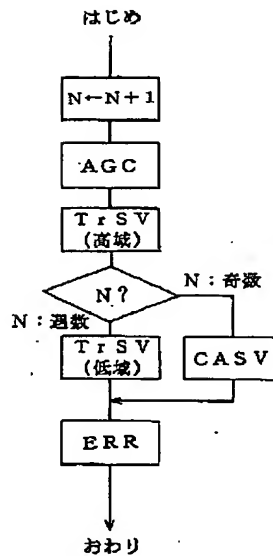 はじめ
N←N+1
AGC
TrSV
(高城)
N?
N:奇数
N:遇数
TrSV
(低域)
CASV
ERR
おわり